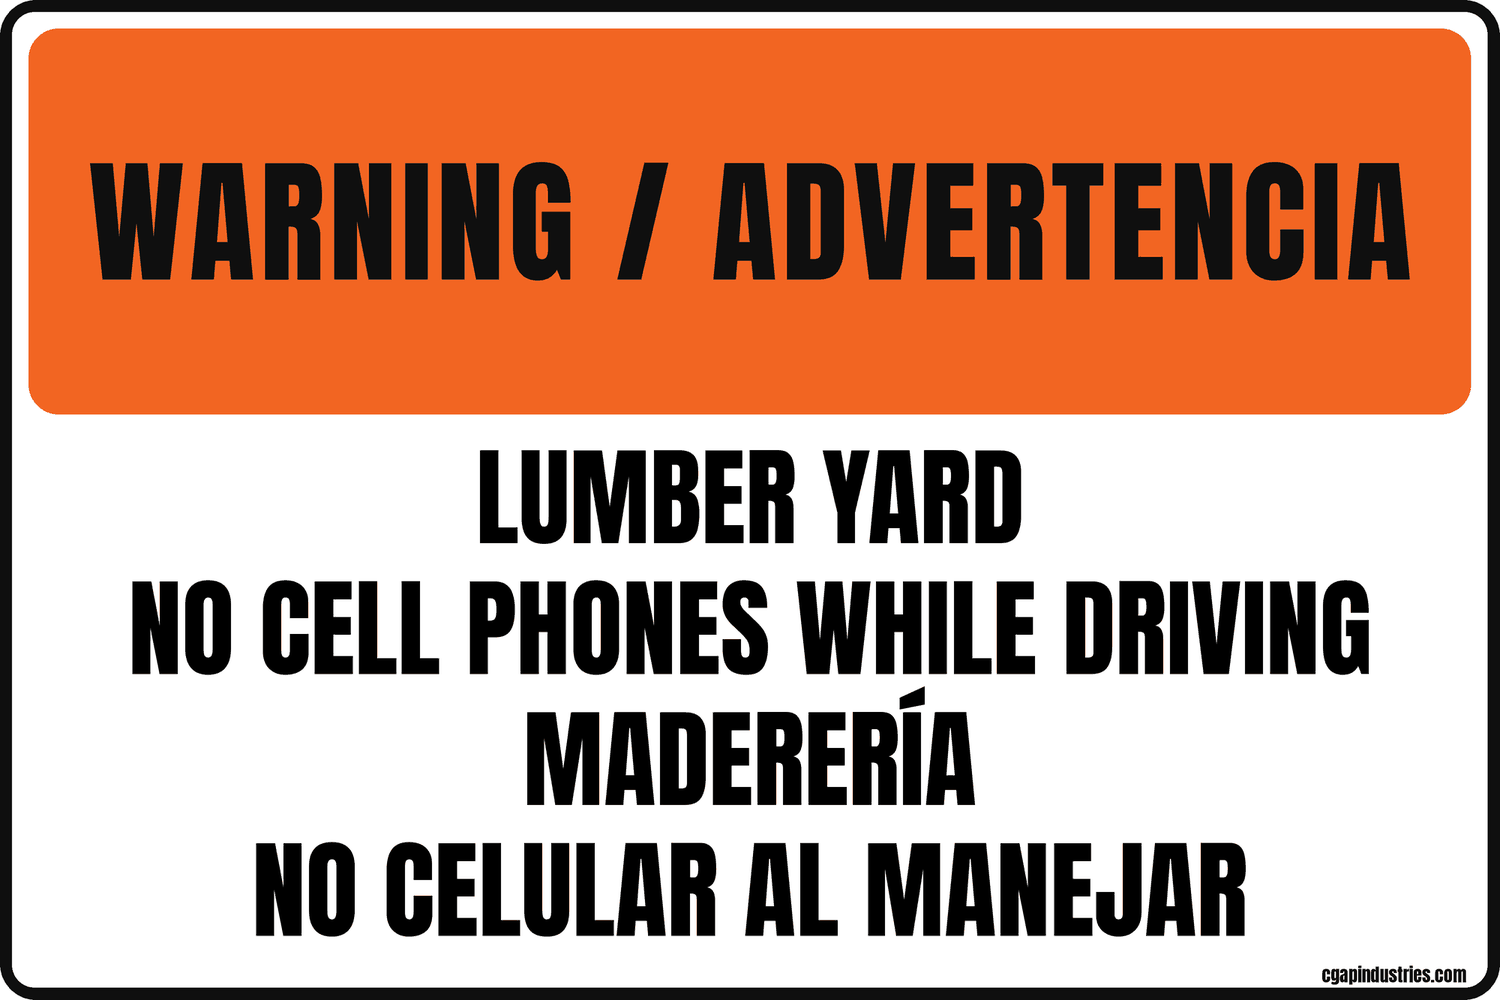 WARNING / ADVERTENCIA
LUMBER YARD
NO CELL PHONES WHILE DRIVING
MADERERÍA
NO CELULAR AL MANEJAR
cgapindustries.com